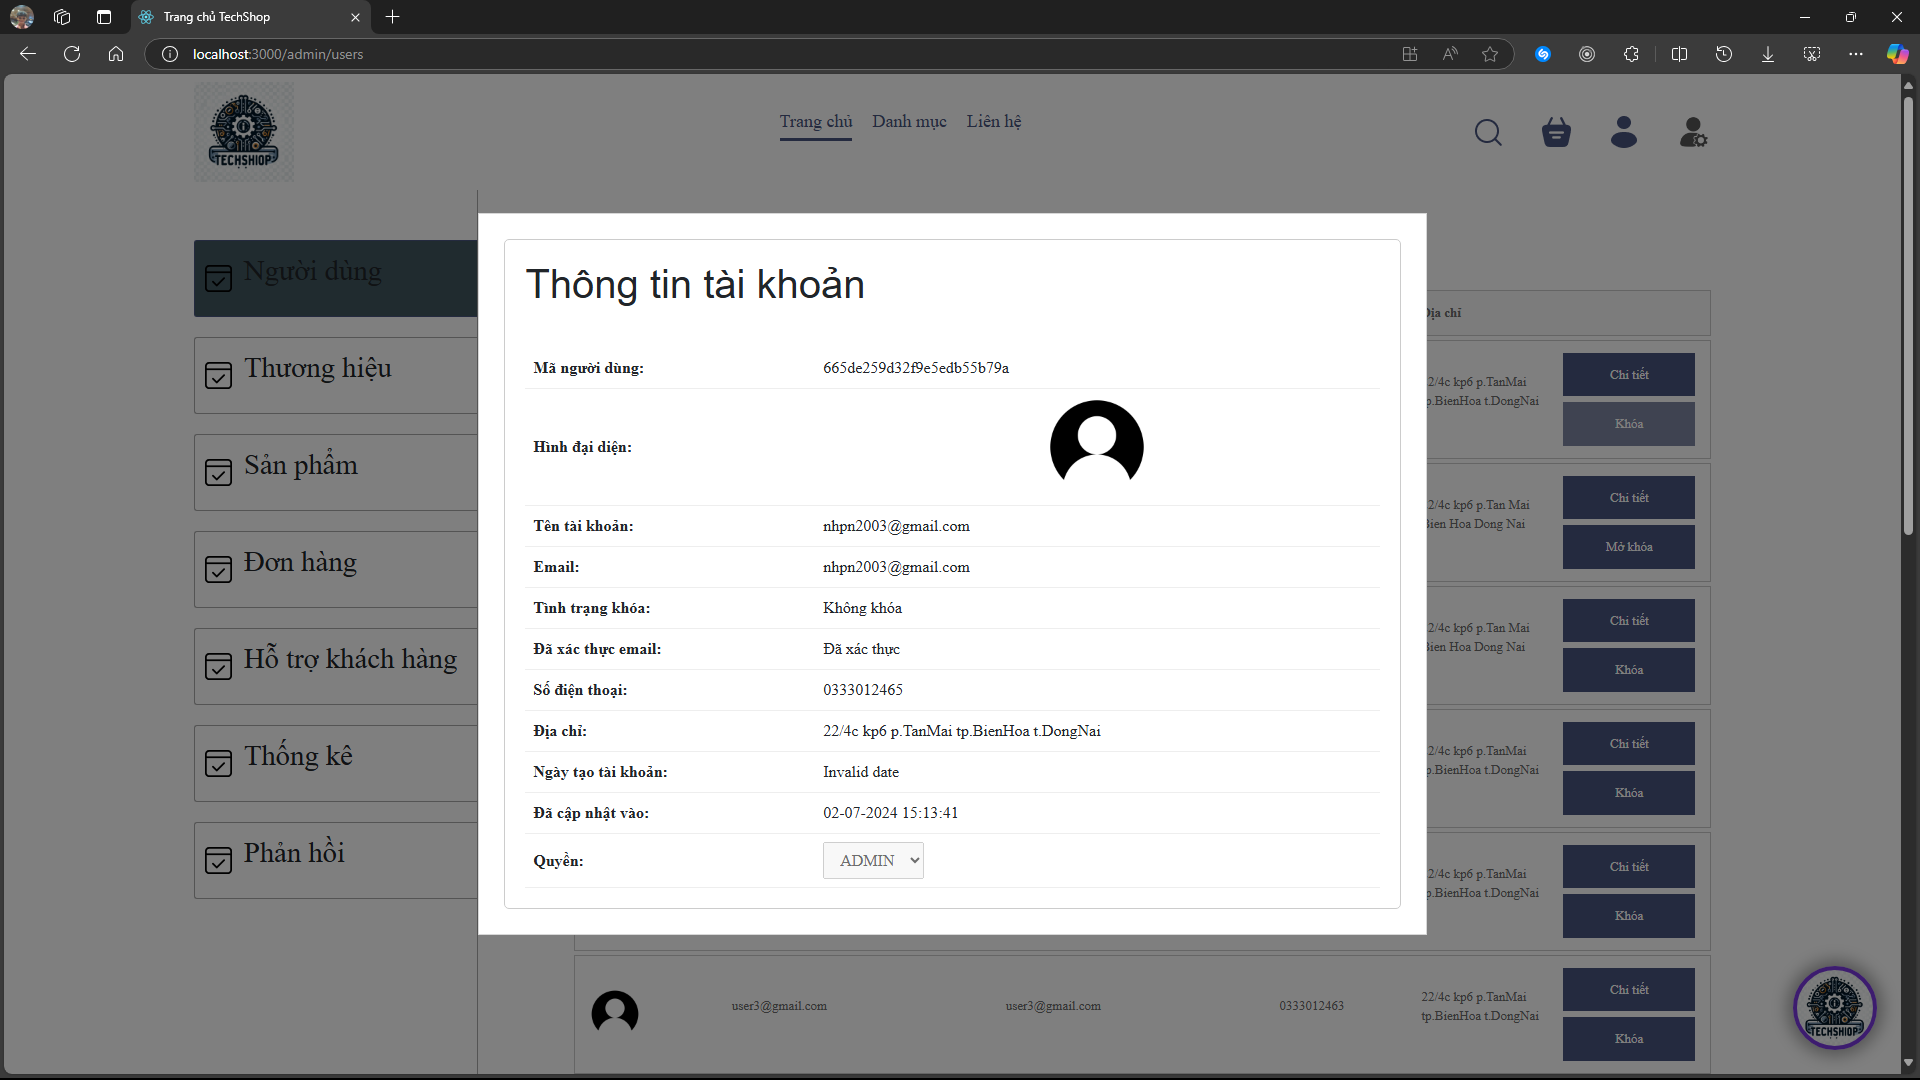 Trang chủ TechShop
localhost:3000/admin/users
TECHSHIOP
Trang chủ Danh mục Liên hệ
Người dùng
Thương hiệu
Sản phẩm
Đơn hàng
Hỗ trợ khách hàng
Thống kê
Phản hồi
Thông tin tài khoản
Mã người dùng: 665de259d32f9e5edb55b79a
Hình đại diện:
Tên tài khoản: nhpn2003@gmail.com
Email: nhpn2003@gmail.com
Tình trạng khóa: Không khóa
Đã xác thực email: Đã xác thực
Số điện thoại: 0333012465
Địa chỉ: 22/4c kp6 p.TanMai tp.BienHoa t.DongNai
Ngày tạo tài khoản: Invalid date
Đã cập nhật vào: 02-07-2024 15:13:41
Quyền: ADMIN
Địa chỉ
2/4c kp6 p.TanMai
p.BienHoa t.DongNai
Chi tiết
Khóa
2/4c kp6 p.Tan Mai
Bien Hoa Dong Nai
Chi tiết
Mở khóa
2/4c kp6 p.Tan Mai
Bien Hoa Dong Nai
Chi tiết
Khóa
2/4c kp6 p.TanMai
p.BienHoa t.DongNai
Chi tiết
Khóa
2/4c kp6 p.TanMai
p.BienHoa t.DongNai
Chi tiết
Khóa
user3@gmail.com user3@gmail.com 0333012463
22/4c kp6 p.TanMai
tp.BienHoa t.DongNai
Chi tiết
Khóa
TECHSHIOP